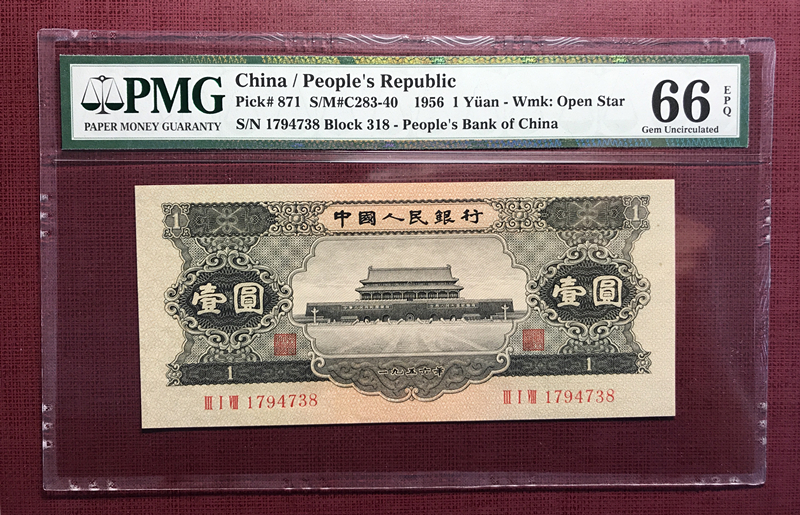 PMG
PAPER MONEY GUARANTY
China / People's Republic
Pick# 871 S/M#C283-40 1956 1 Yüan - Wmk: Open Star
S/N 1794738 Block 318 - People's Bank of China
66
EPQ
Gem Uncirculated
1
中國人民銀行
1
壹圓
壹圓
1
一九五六年
1
III I VIII 1794738
III I VIII 1794738